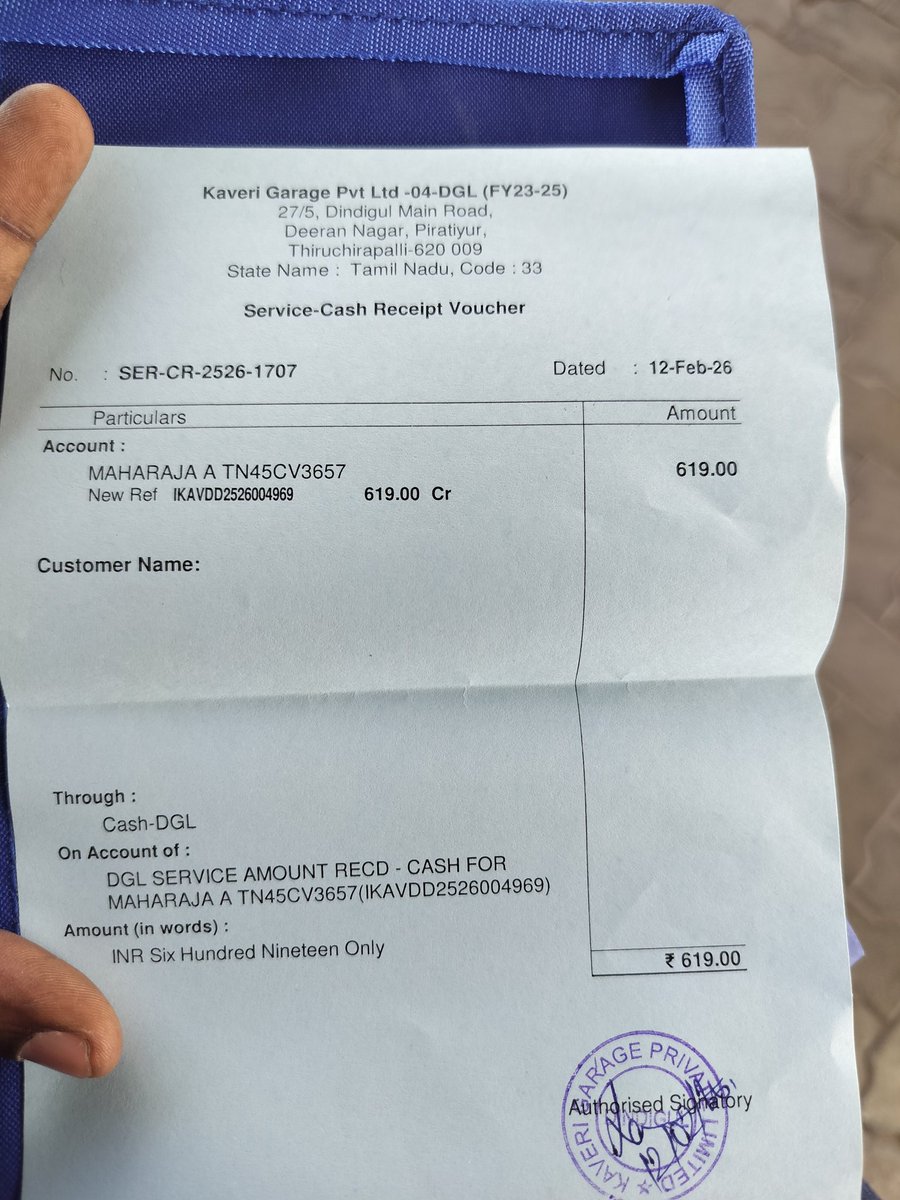 Kaveri Garage Pvt Ltd -04-DGL (FY23-25)
27/5, Dindigul Main Road,
Deeran Nagar, Piratiyur,
Thiruchirapalli-620 009
State Name : Tamil Nadu, Code : 33
Service-Cash Receipt Voucher
No. : SER-CR-2526-1707 Dated : 12-Feb-26
Particulars Amount
Account :
MAHARAJA A TN45CV3657 619.00
New Ref IKAVDD2526004969 619.00 Cr
Customer Name:
Through :
Cash-DGL
On Account of :
DGL SERVICE AMOUNT RECD - CASH FOR
MAHARAJA A TN45CV3657(IKAVDD2526004969)
Amount (in words) :
INR Six Hundred Nineteen Only
₹ 619.00
KAVERI GARAGE PRIVATE LIMITED
Authorised Signatory